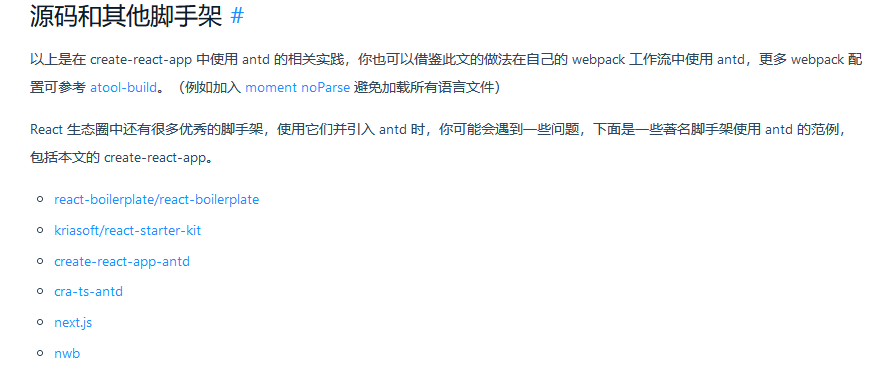 源码和其他脚手架 #
以上是在 create-react-app 中使用 antd 的相关实践，你也可以借鉴此文的做法在自己的 webpack 工作流中使用 antd，更多 webpack 配
置可参考 atool-build。（例如加入 moment noParse 避免加载所有语言文件）
React 生态圈中还有很多优秀的脚手架，使用它们并引入 antd 时，你可能会遇到一些问题，下面是一些著名脚手架使用 antd 的范例，
包括本文的 create-react-app。
react-boilerplate/react-boilerplate
kriasoft/react-starter-kit
create-react-app-antd
cra-ts-antd
next.js
nwb